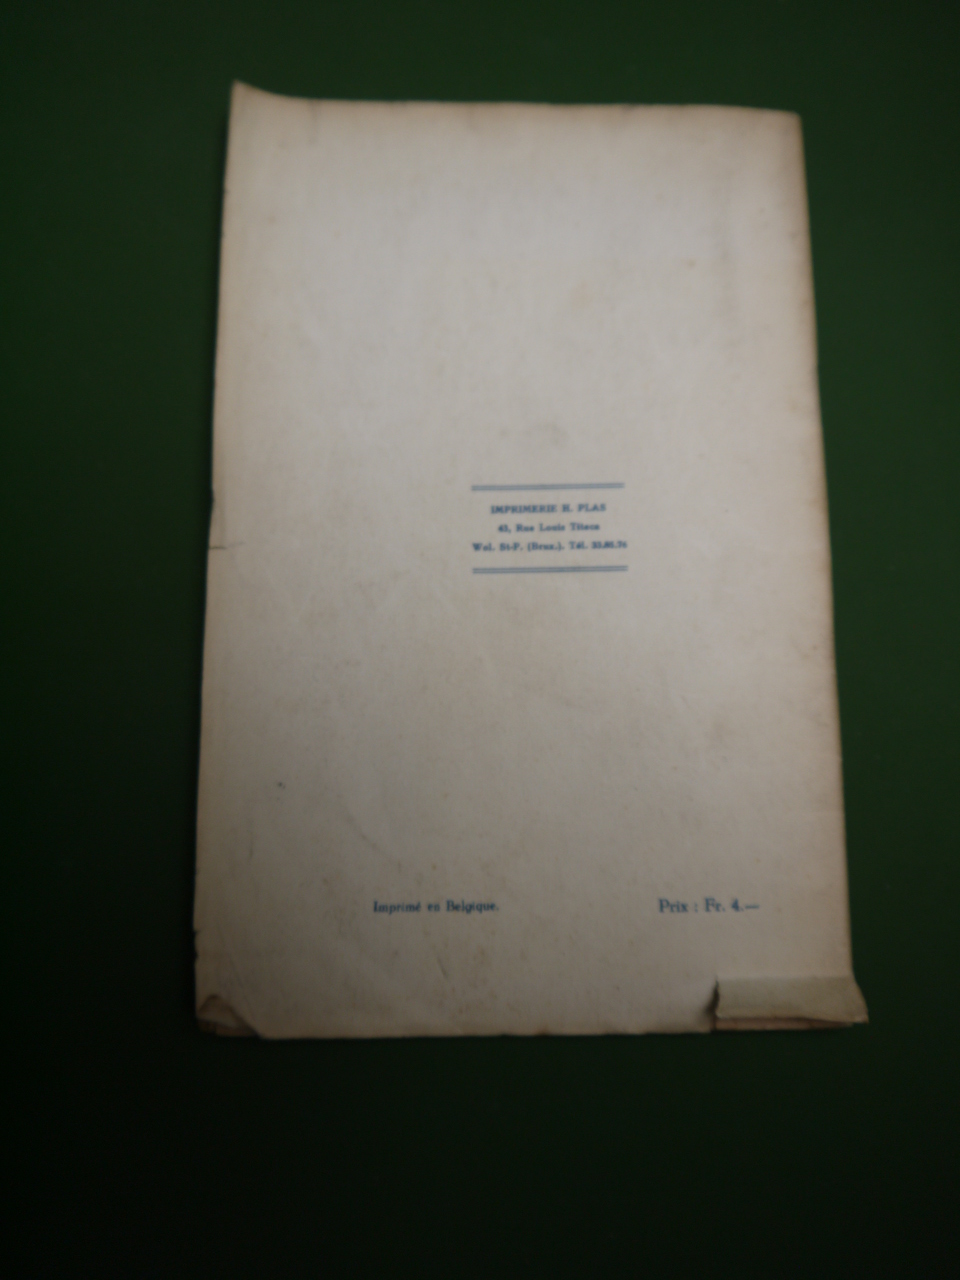 IMPRIMERIE H. PLAS
43, Rue Louis Titeca
Wol. St-P. (Brux.). Tél.
Imprimé en Belgique.
Prix : Fr. 4.—